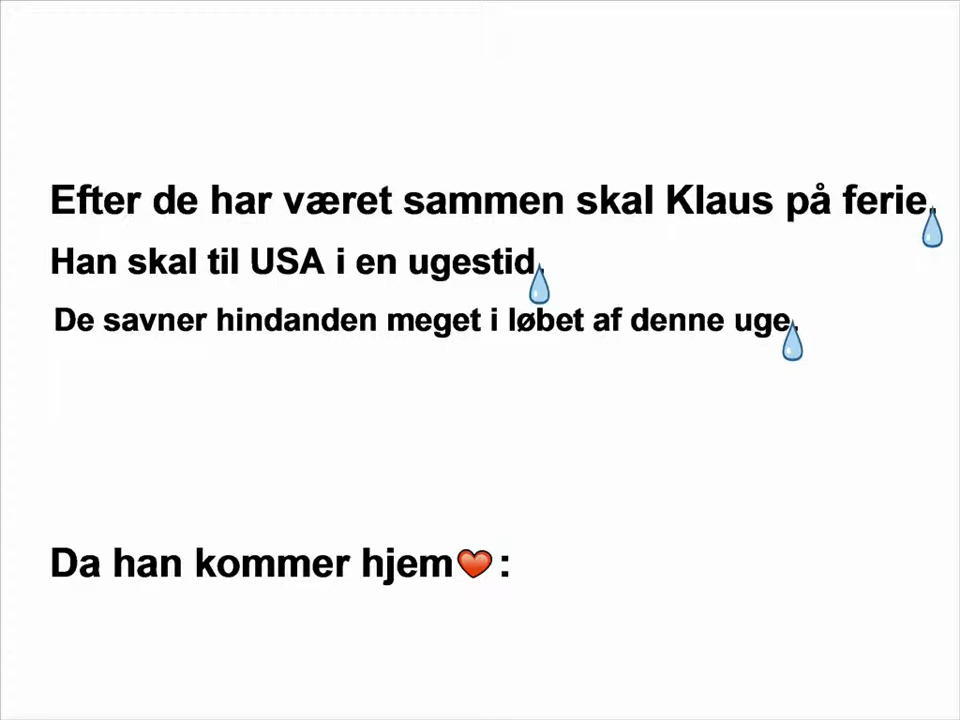 Efter de har været sammen skal Klaus på ferie.💧
Han skal til USA i en ugestid.💧
De savner hindanden meget i løbet af denne uge.💧
Da han kommer hjem❤️: